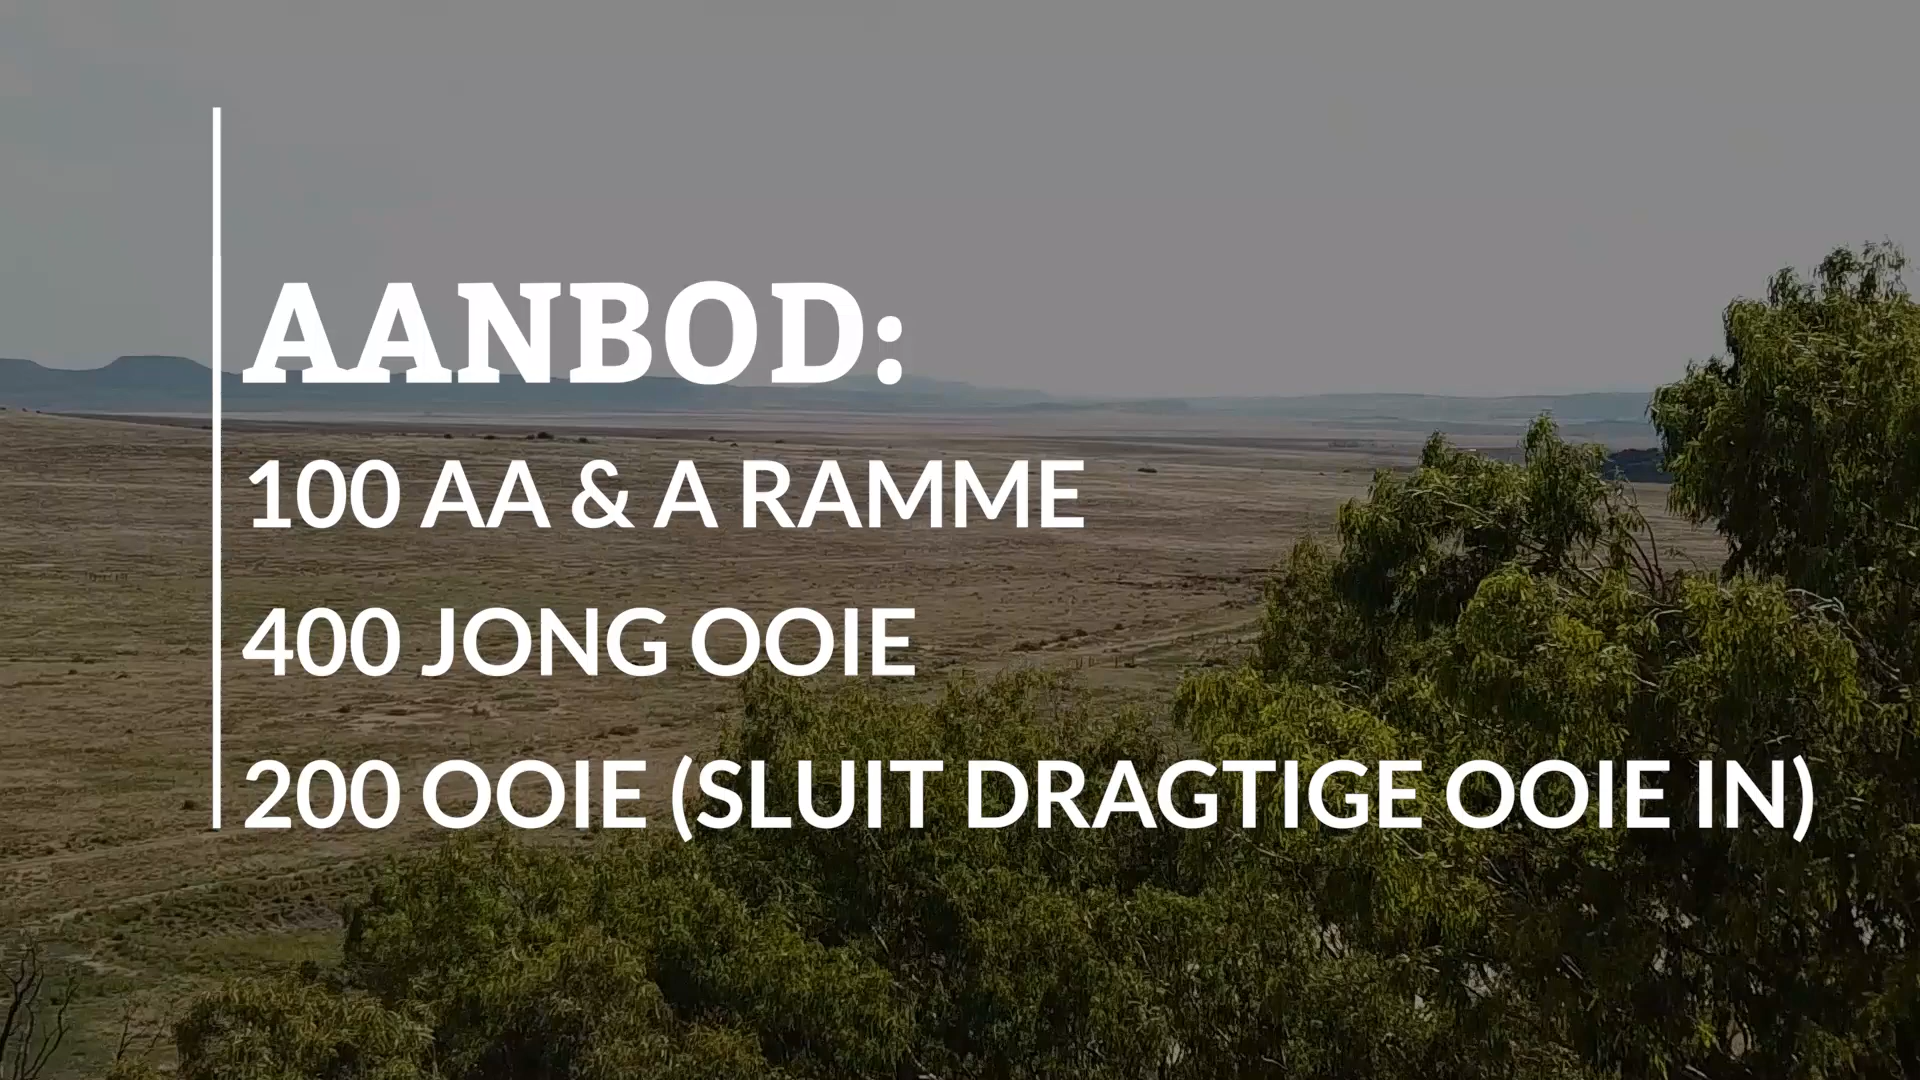 AANBOD:
100 AA & A RAMME
400 JONG OOIE
200 OOIE (SLUIT DRAGTIGE OOIE IN)